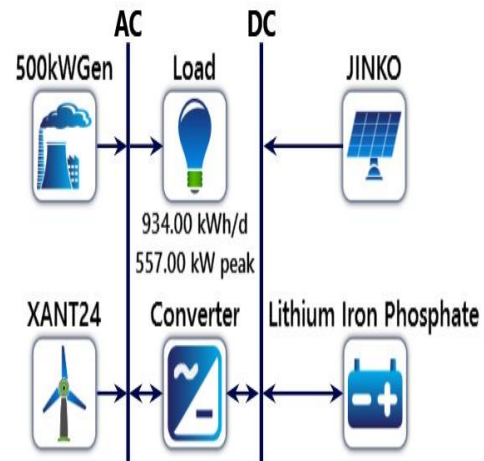 AC DC
500kWGen Load JINKO
934.00 kWh/d
557.00 kW peak
XANT24 Converter Lithium Iron Phosphate